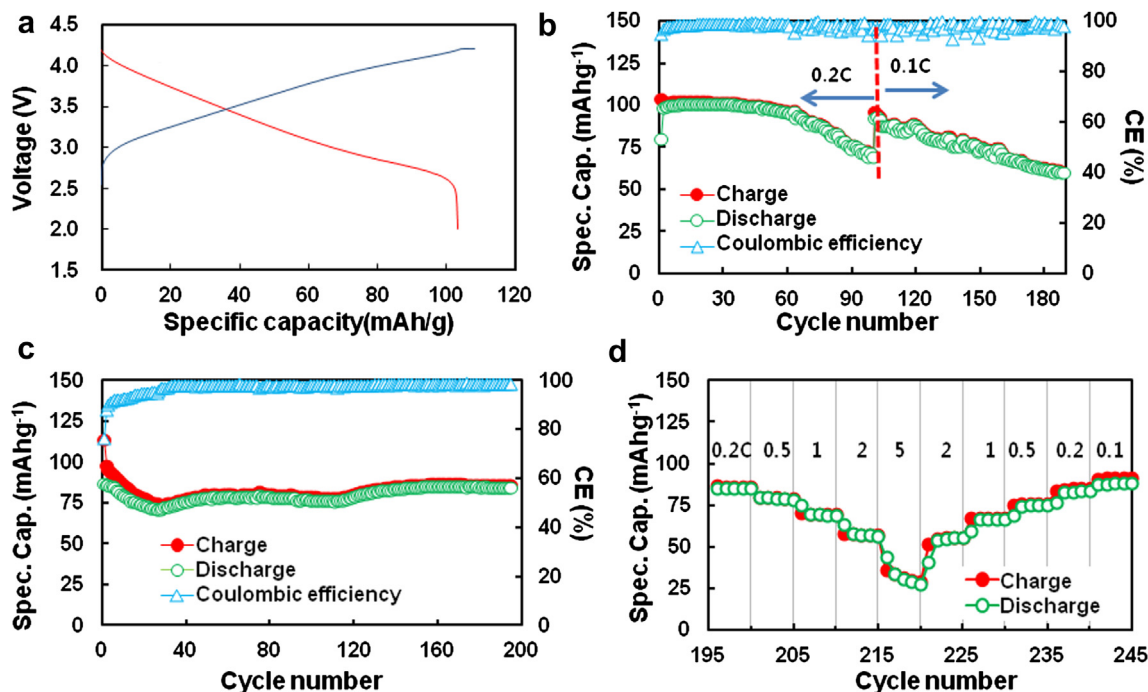 a
Voltage (V)
4.5
4.0
3.5
3.0
2.5
2.0
1.5
0 20 40 60 80 100 120
Specific capacity(mAh/g)
b
Spec. Cap. (mAhg-1)
150
125
100
75
50
25
0
0.2C
0.1C
Charge
Discharge
Coulombic efficiency
100
80
60
40
20
0
CE (%)
0 30 60 90 120 150 180
Cycle number
c
Spec. Cap. (mAhg-1)
150
125
100
75
50
25
0
Charge
Discharge
Coulombic efficiency
100
80
60
40
20
0
CE (%)
0 40 80 120 160 200
Cycle number
d
Spec. Cap. (mAhg-1)
150
125
100
75
50
25
0
0.2C 0.5 1 2 5 2 1 0.5 0.2 0.1
Charge
Discharge
195 205 215 225 235 245
Cycle number